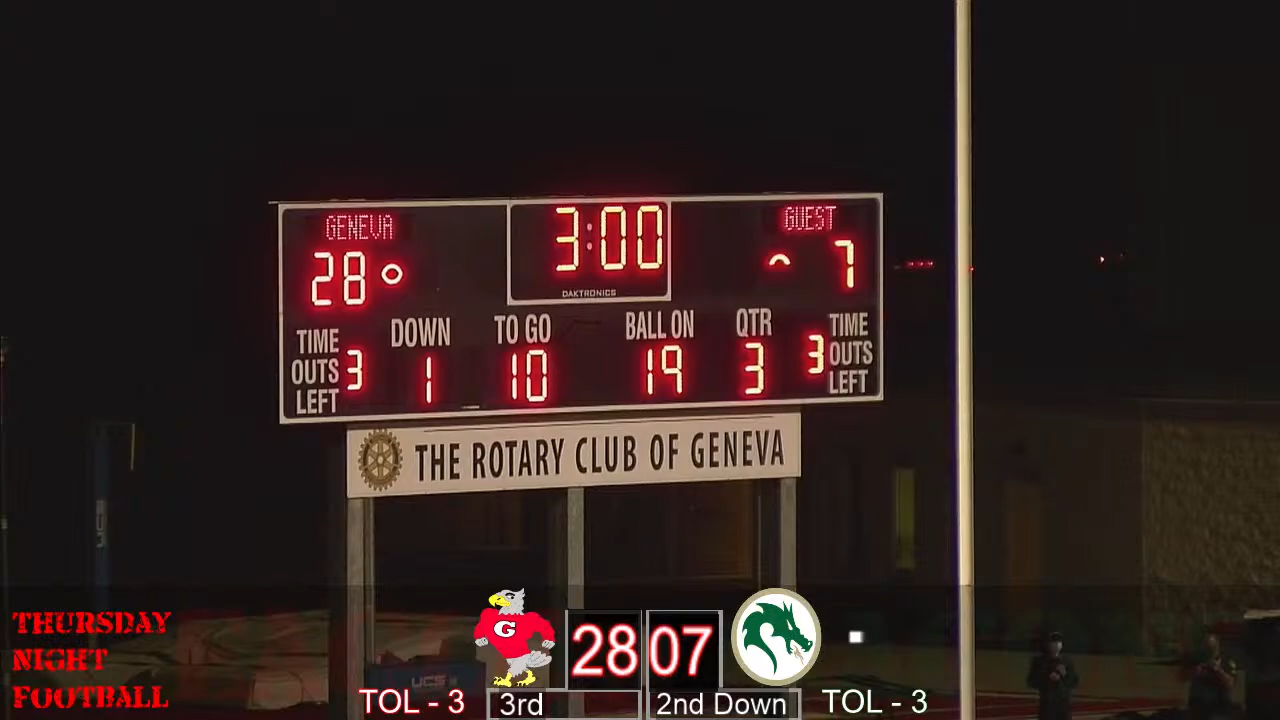 GENEVA
3:00
GUEST
28
7
DAKTRONICS
TIME OUTS LEFT 3
DOWN 1
TO GO 10
BALL ON 19
QTR 3
3 TIME OUTS LEFT
THE ROTARY CLUB OF GENEVA
THURSDAY
NIGHT
FOOTBALL
UCS
G
28 07
TOL - 3
3rd
2nd Down
TOL - 3